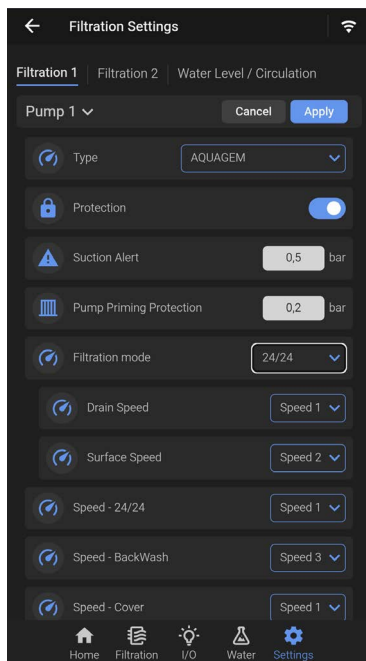 Filtration Settings
Filtration 1 Filtration 2 Water Level / Circulation
Pump 1 Cancel Apply
Type AQUAGEM
Protection
Suction Alert 0,5 bar
Pump Priming Protection 0,2 bar
Filtration mode 24/24
Drain Speed Speed 1
Surface Speed Speed 2
Speed - 24/24 Speed 1
Speed - BackWash Speed 3
Speed - Cover Speed 1
Home Filtration I/O Water Settings